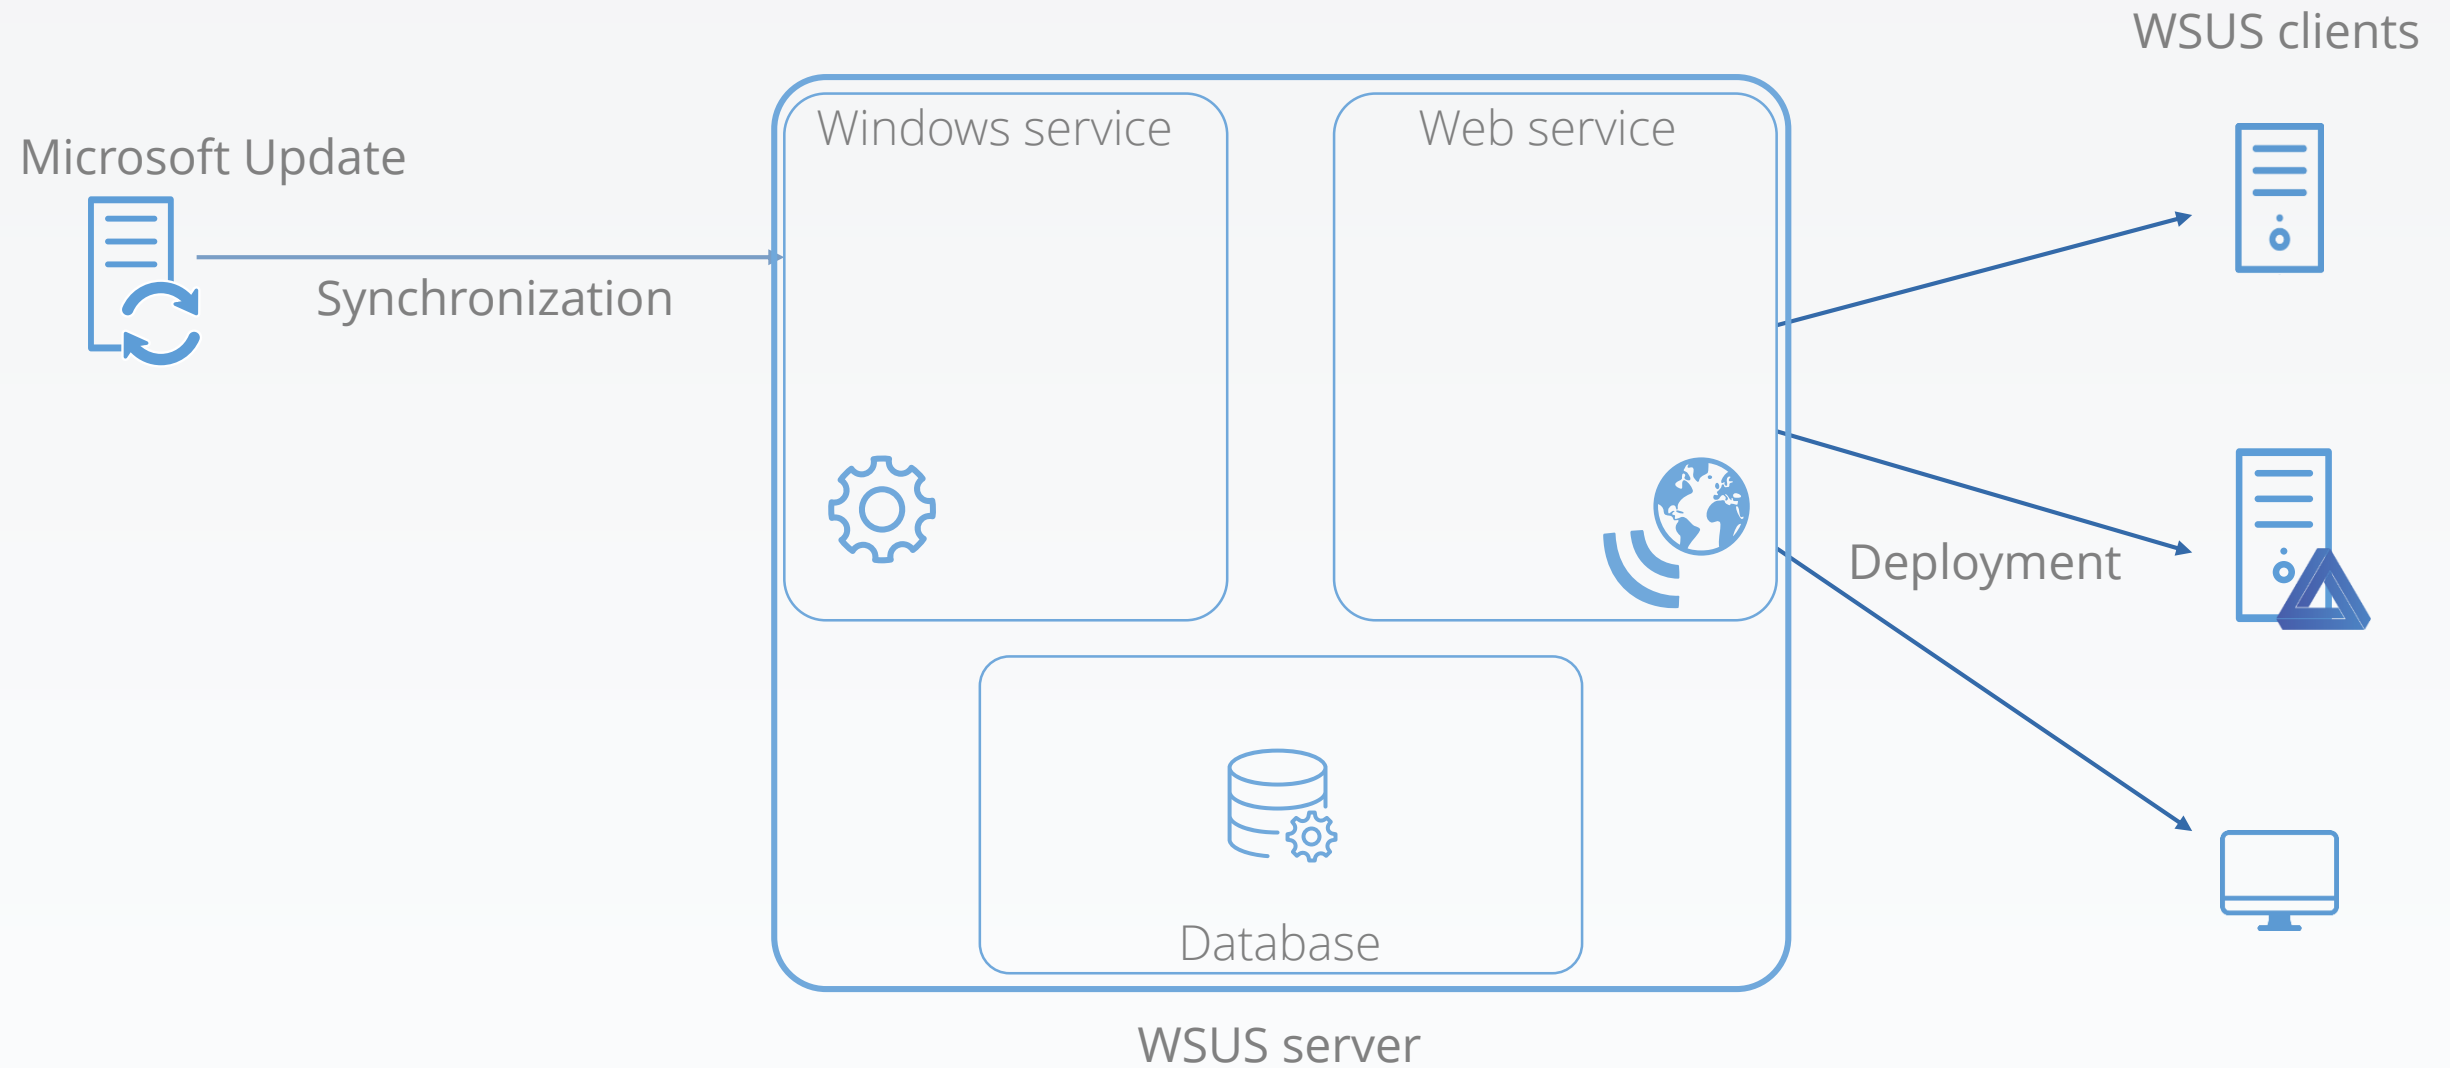 WSUS clients
Microsoft Update
Windows service
Web service
Synchronization
Deployment
Database
WSUS server